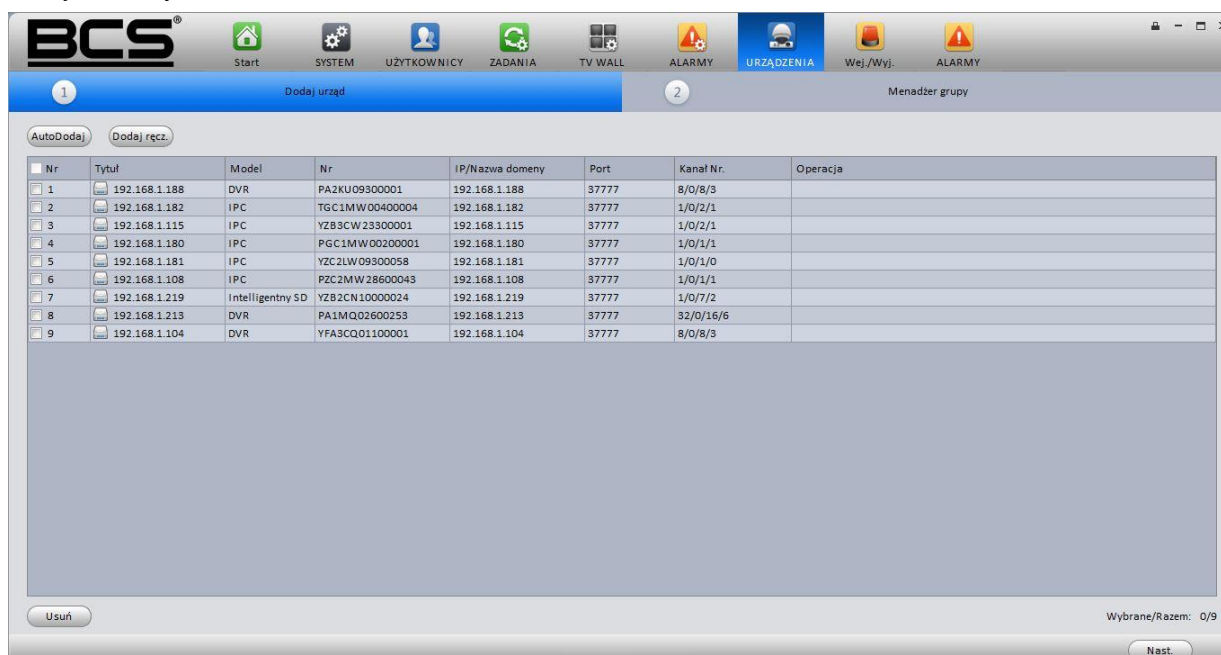 BCS®
Start SYSTEM UŻYTKOWNICY ZADANIA TV WALL ALARMY URZĄDZENIA Wej./Wyj. ALARMY
1 Dodaj urząd 2 Menadżer grupy
AutoDodaj Dodaj ręcz.
Nr Tytuł Model Nr IP/Nazwa domeny Port Kanał Nr. Operacja
1 192.168.1.188 DVR PA2KU09300001 192.168.1.188 37777 8/0/8/3
2 192.168.1.182 IPC TGC1MW00400004 192.168.1.182 37777 1/0/2/1
3 192.168.1.115 IPC YZB3CW23300001 192.168.1.115 37777 1/0/2/1
4 192.168.1.180 IPC PGC1MW00200001 192.168.1.180 37777 1/0/1/1
5 192.168.1.181 IPC YZC2LW09300058 192.168.1.181 37777 1/0/1/0
6 192.168.1.108 IPC PZC2MW28600043 192.168.1.108 37777 1/0/1/1
7 192.168.1.219 Intelligentny SD YZB2CN10000024 192.168.1.219 37777 1/0/7/2
8 192.168.1.213 DVR PA1MQ02600253 192.168.1.213 37777 32/0/16/6
9 192.168.1.104 DVR YFA3CQ01100001 192.168.1.104 37777 8/0/8/3
Usuń Wybrane/Razem: 0/9
Nast.